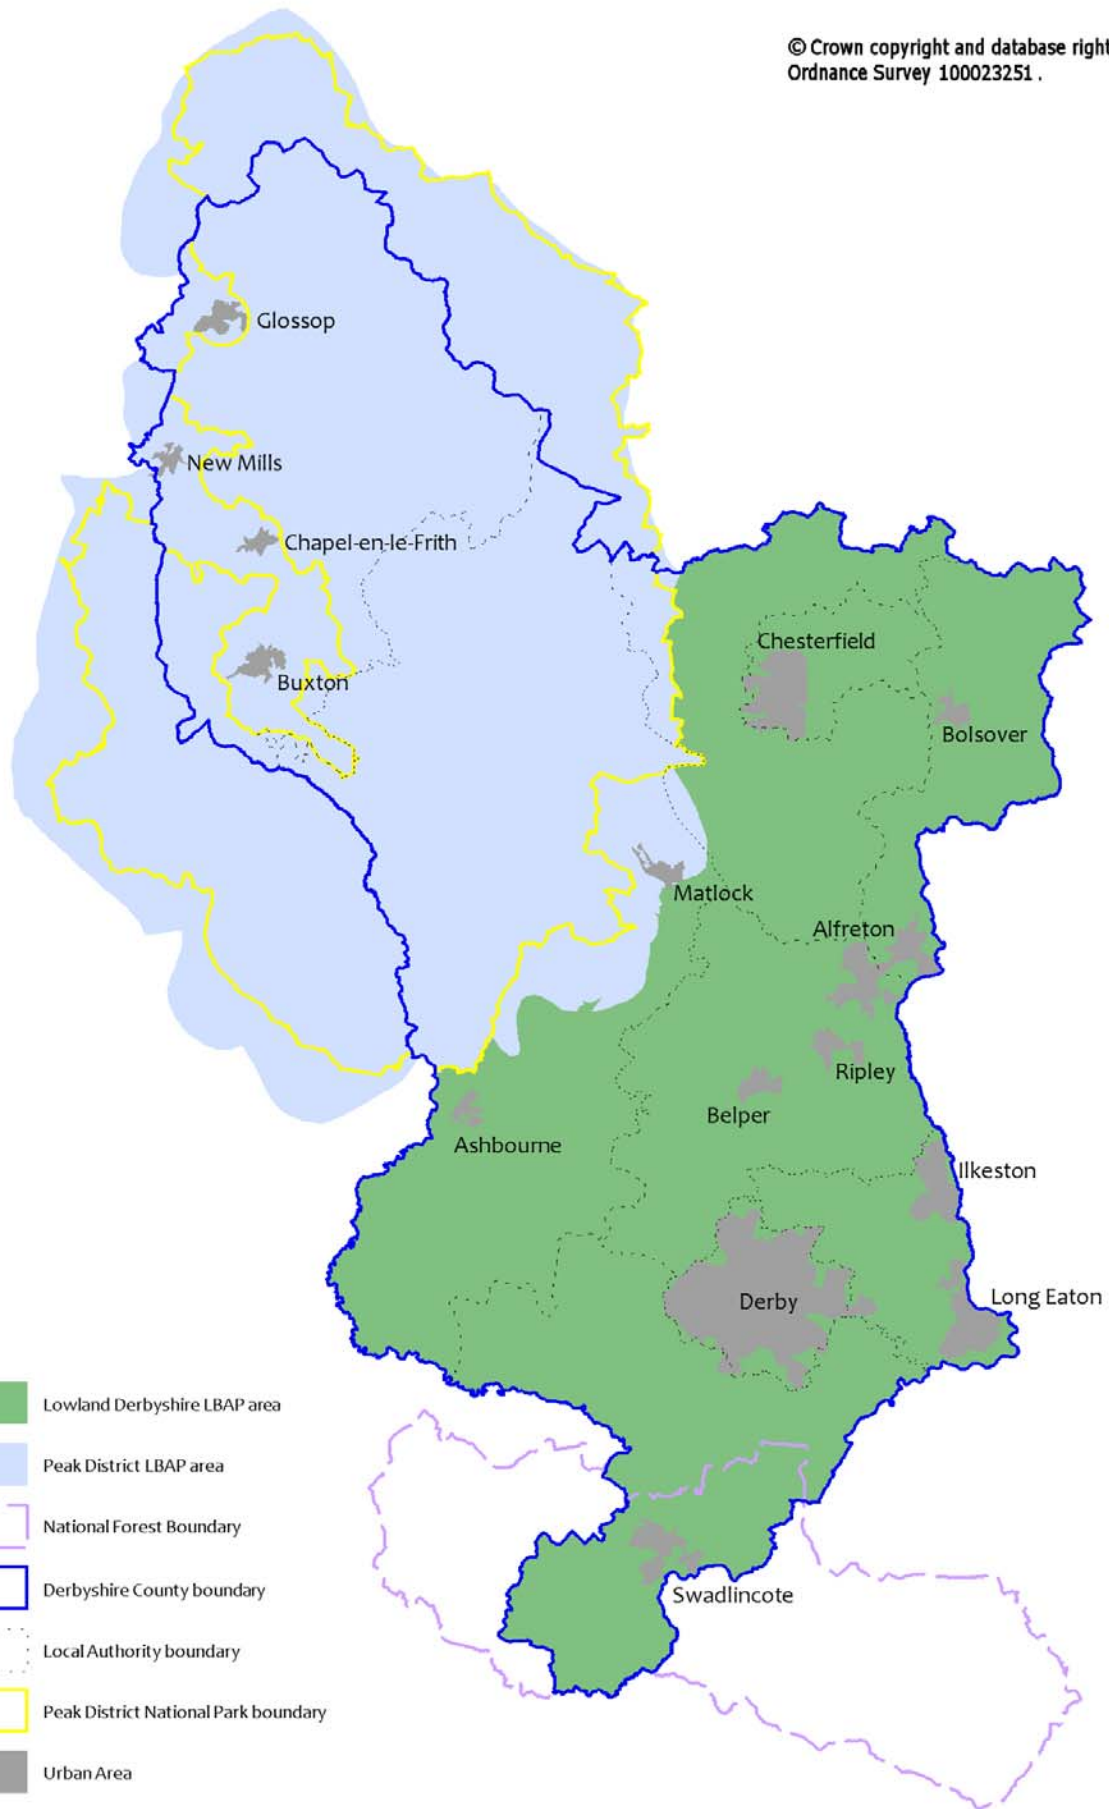 © Crown copyright and database right
Ordnance Survey 100023251 .
Glossop
New Mills
Chapel-en-le-Frith
Buxton
Chesterfield
Bolsover
Matlock
Alfreton
Ripley
Belper
Ashbourne
Ilkeston
Derby
Long Eaton
Swadlincote
Lowland Derbyshire LBAP area
Peak District LBAP area
National Forest Boundary
Derbyshire County boundary
Local Authority boundary
Peak District National Park boundary
Urban Area